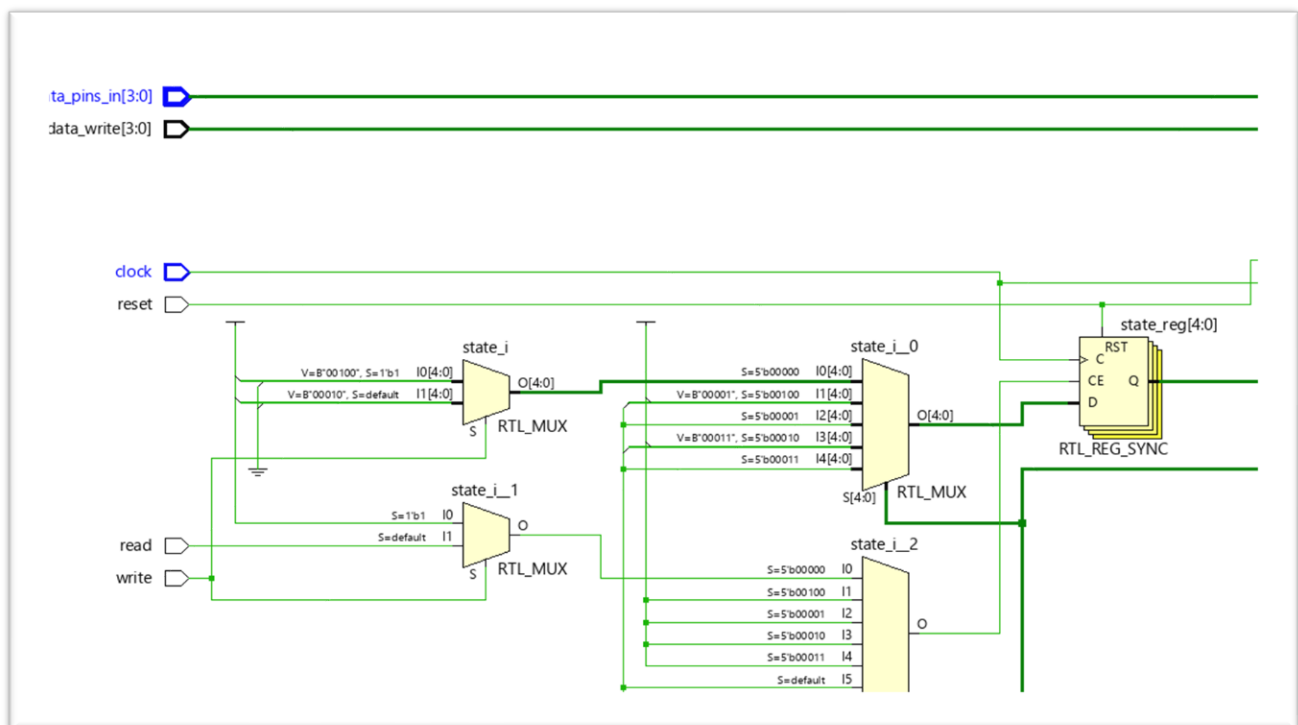 ta_pins_in[3:0]
data_write[3:0]
clock
reset
state_reg[4:0]
RST
C
CE
Q
D
RTL_REG_SYNC
state_i
V=B"00100", S=1'b1 I0[4:0]
V=B"00010", S=default I1[4:0]
O[4:0]
S
RTL_MUX
state_i__0
S=5'b00000 I0[4:0]
V=B"00001", S=5'b00100 I1[4:0]
S=5'b00001 I2[4:0]
V=B"00011", S=5'b00010 I3[4:0]
S=5'b00011 I4[4:0]
O[4:0]
S[4:0]
RTL_MUX
state_i__1
S=1'b1 I0
S=default I1
O
S
RTL_MUX
read
write
state_i__2
S=5'b00000 I0
S=5'b00100 I1
S=5'b00001 I2
S=5'b00010 I3
S=5'b00011 I4
S=default I5
O